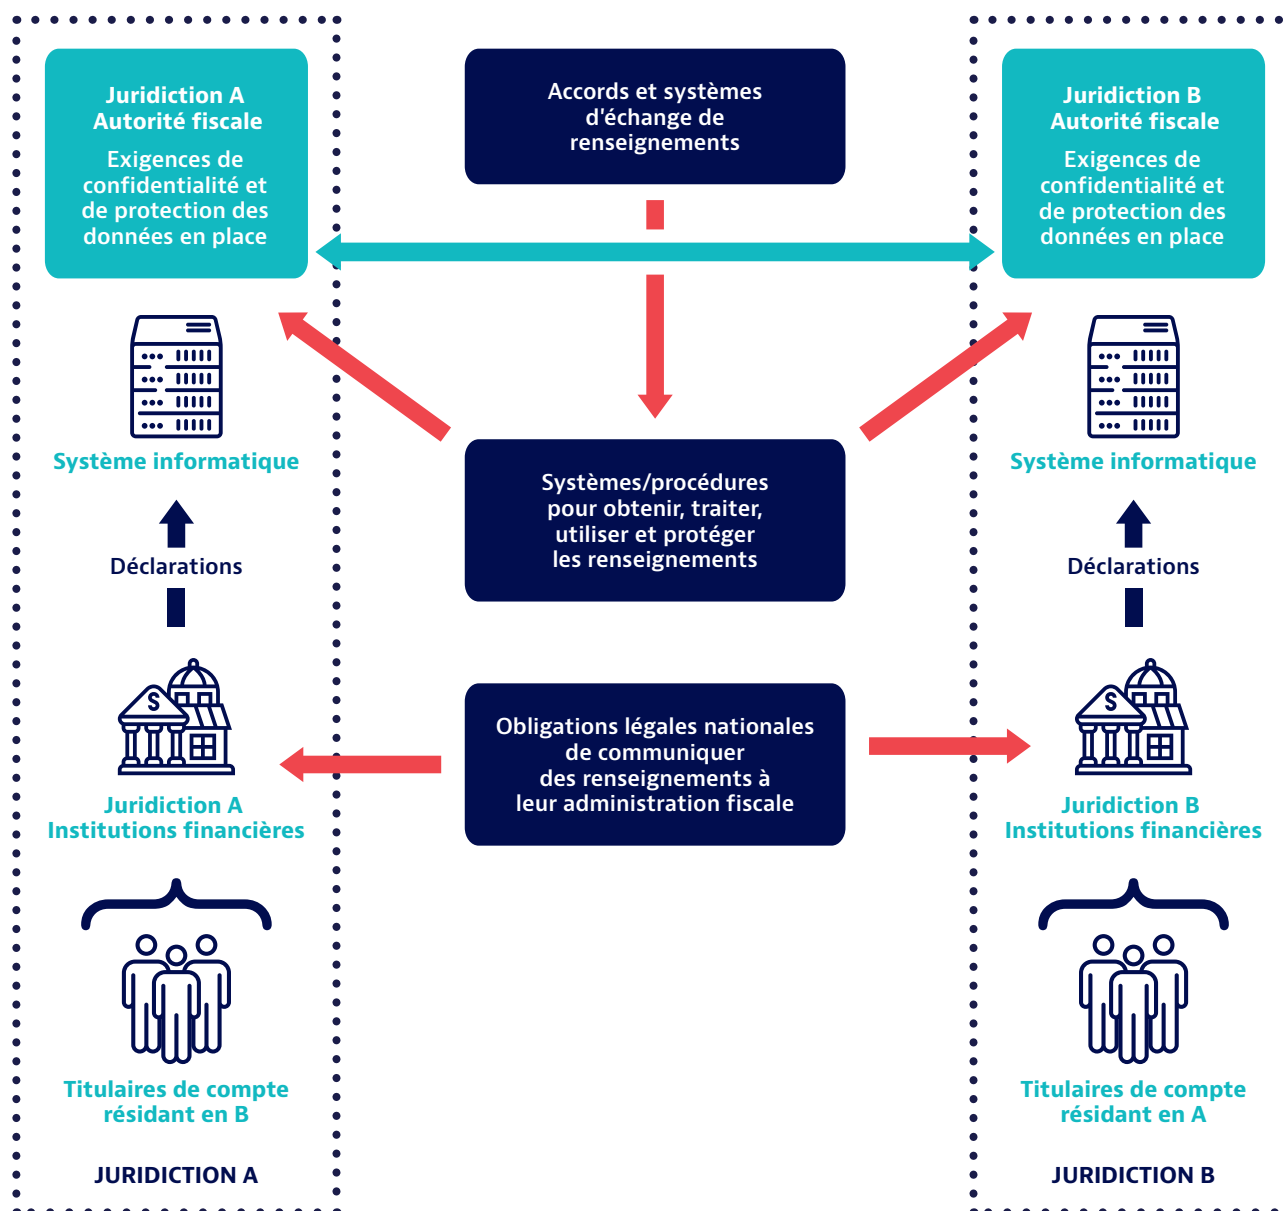 Juridiction A
Autorité fiscale
Exigences de
confidentialité et
de protection des
données en place
Système informatique
Déclarations
$
Juridiction A
Institutions financières
Titulaires de compte
résidant en B
JURIDICTION A
Accords et systèmes
d'échange de
renseignements
Systèmes/procédures
pour obtenir, traiter,
utiliser et protéger
les renseignements
Obligations légales nationales
de communiquer
des renseignements à
leur administration fiscale
Juridiction B
Autorité fiscale
Exigences de
confidentialité et
de protection des
données en place
Système informatique
Déclarations
$
Juridiction B
Institutions financières
Titulaires de compte
résidant en A
JURIDICTION B